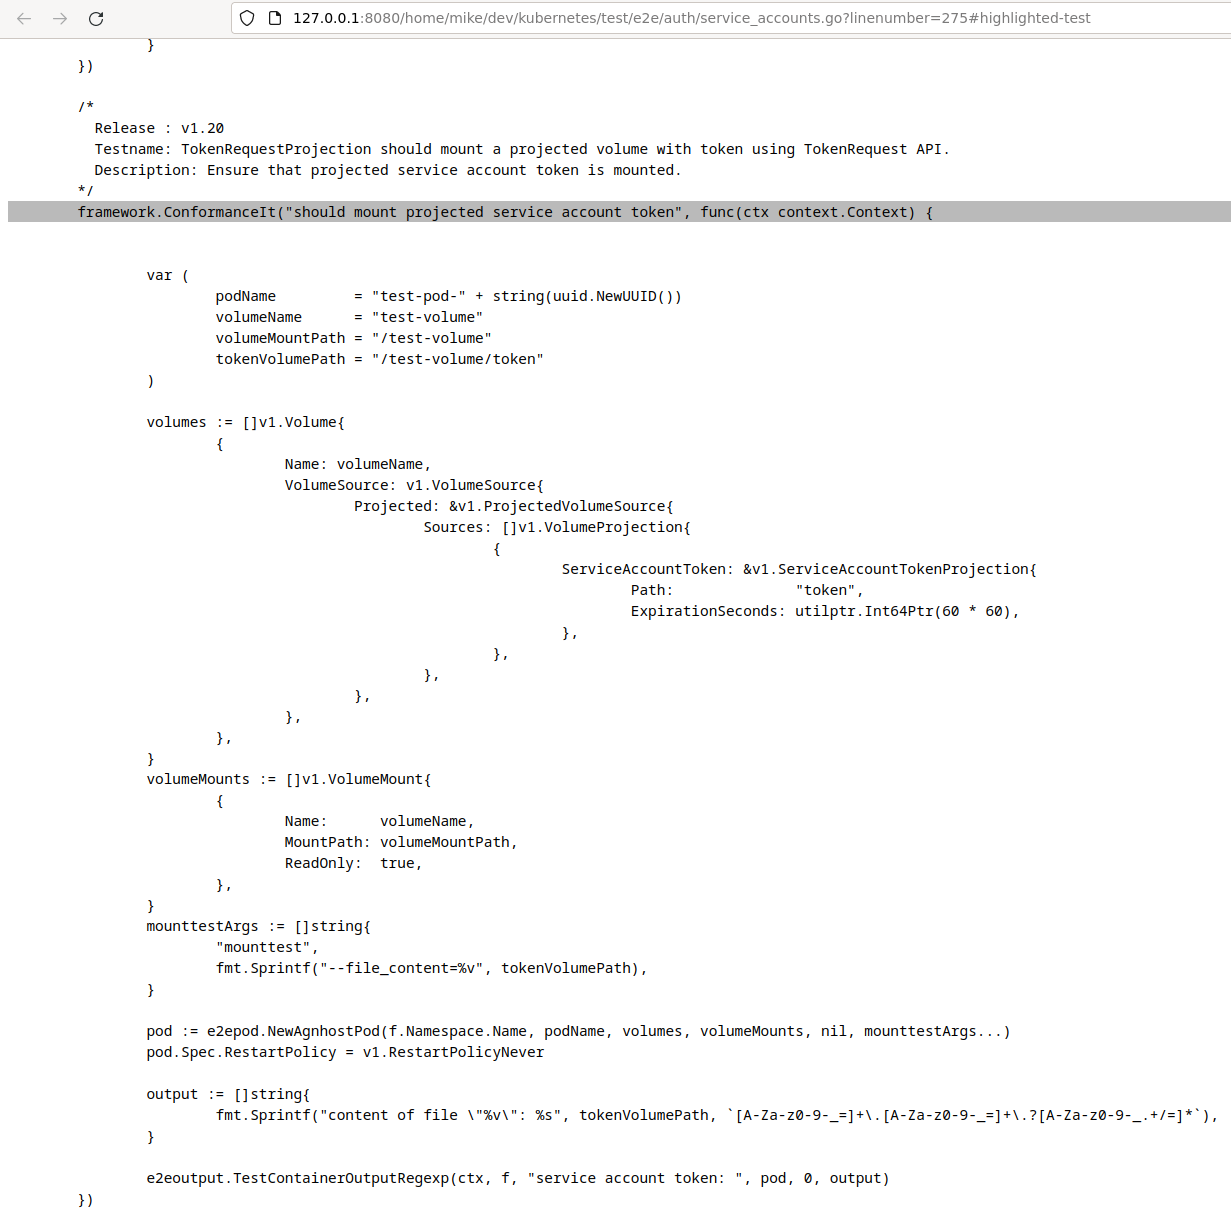 127.0.0.1:8080/home/mike/dev/kubernetes/test/e2e/auth/service_accounts.go?linenumber=275#highlighted-test
        }
})

/*
  Release : v1.20
  Testname: TokenRequestProjection should mount a projected volume with token using TokenRequest API.
  Description: Ensure that projected service account token is mounted.
*/
framework.ConformanceIt("should mount projected service account token", func(ctx context.Context) {


        var (
                podName         = "test-pod-" + string(uuid.NewUUID())
                volumeName      = "test-volume"
                volumeMountPath = "/test-volume"
                tokenVolumePath = "/test-volume/token"
        )

        volumes := []v1.Volume{
                {
                        Name: volumeName,
                        VolumeSource: v1.VolumeSource{
                                Projected: &v1.ProjectedVolumeSource{
                                        Sources: []v1.VolumeProjection{
                                                {
                                                        ServiceAccountToken: &v1.ServiceAccountTokenProjection{
                                                                Path:              "token",
                                                                ExpirationSeconds: utilptr.Int64Ptr(60 * 60),
                                                        },
                                                },
                                        },
                                },
                        },
                },
        }
        volumeMounts := []v1.VolumeMount{
                {
                        Name:      volumeName,
                        MountPath: volumeMountPath,
                        ReadOnly:  true,
                },
        }
        mounttestArgs := []string{
                "mounttest",
                fmt.Sprintf("--file_content=%v", tokenVolumePath),
        }

        pod := e2epod.NewAgnhostPod(f.Namespace.Name, podName, volumes, volumeMounts, nil, mounttestArgs...)
        pod.Spec.RestartPolicy = v1.RestartPolicyNever

        output := []string{
                fmt.Sprintf("content of file \"%v\": %s", tokenVolumePath, `[A-Za-z0-9-_=]+\.[A-Za-z0-9-_=]+\.?[A-Za-z0-9-_.+/=]*`),
        }

        e2eoutput.TestContainerOutputRegexp(ctx, f, "service account token: ", pod, 0, output)
})